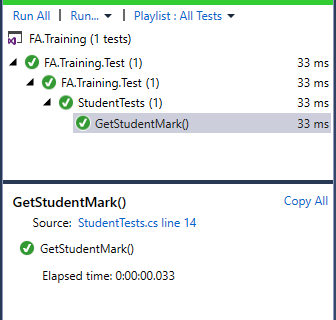 Run All | Run... Playlist : All Tests
FA.Training (1 tests)
FA.Training.Test (1) 33 ms
FA.Training.Test (1) 33 ms
StudentTests (1) 33 ms
GetStudentMark() 33 ms
GetStudentMark() Copy All
Source: StudentTests.cs line 14
GetStudentMark()
Elapsed time: 0:00:00.033